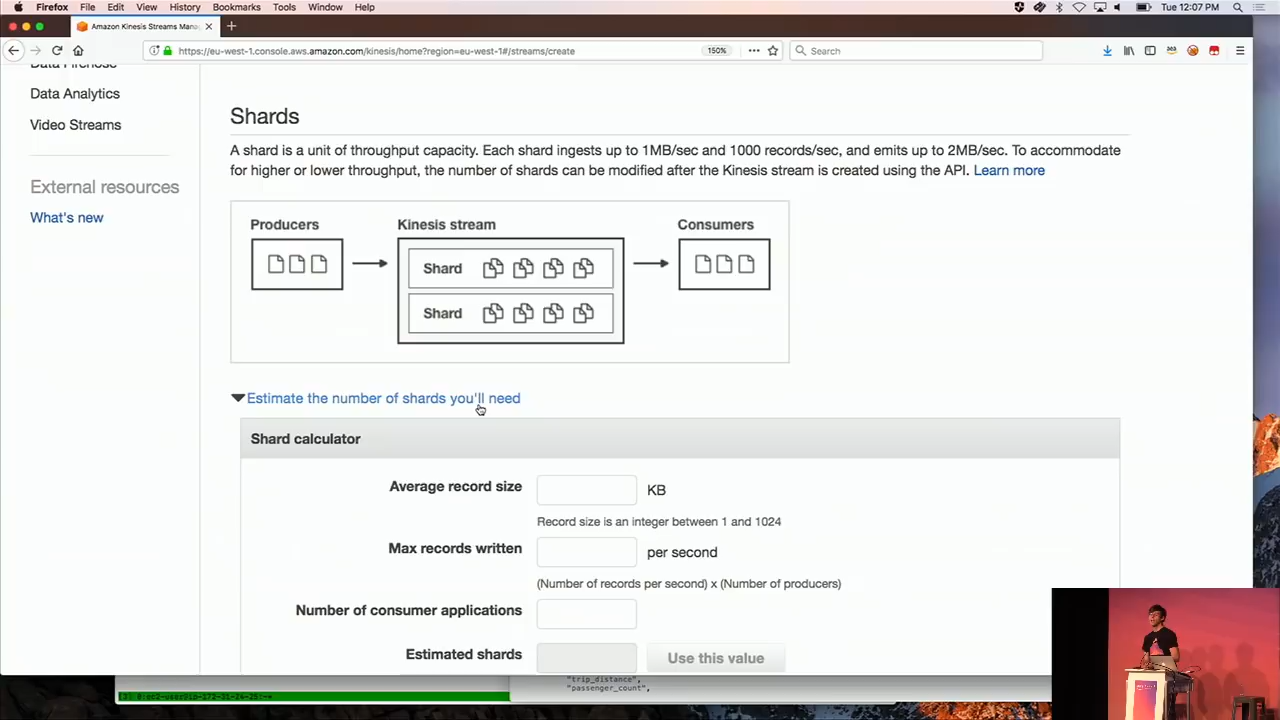 Firefox File Edit View History Bookmarks Tools Window Help
Tue 12:07 PM
Amazon Kinesis Streams Mana
https://eu-west-1.console.aws.amazon.com/kinesis/home?region=eu-west-1#/streams/create
150%
Search
Data Firehose
Data Analytics
Video Streams
External resources
What's new
Shards
A shard is a unit of throughput capacity. Each shard ingests up to 1MB/sec and 1000 records/sec, and emits up to 2MB/sec. To accommodate
for higher or lower throughput, the number of shards can be modified after the Kinesis stream is created using the API. Learn more
Producers
Kinesis stream
Consumers
Shard
Shard
Estimate the number of shards you'll need
Shard calculator
Average record size
KB
Record size is an integer between 1 and 1024
Max records written
per second
(Number of records per second) x (Number of producers)
Number of consumer applications
Estimated shards
Use this value
"trip_distance",
"passenger_count",